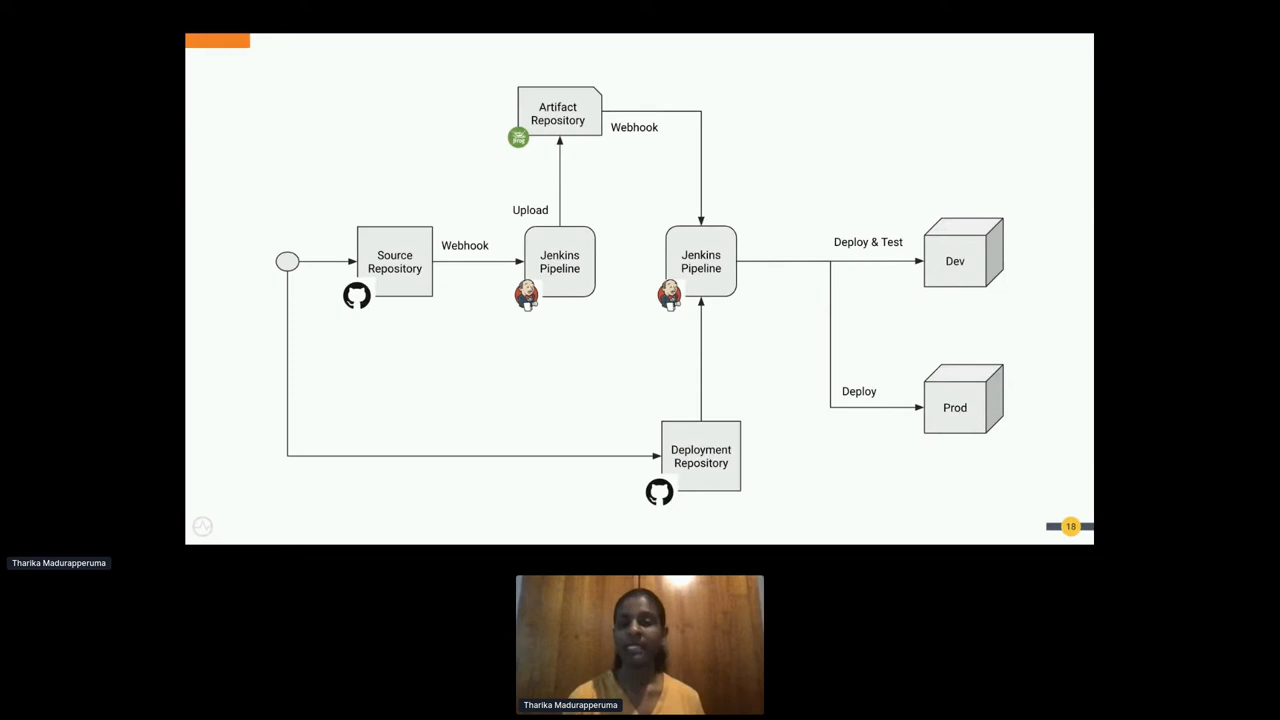 Artifact
Repository
Webhook
jfrog
Upload
Source
Repository
Webhook
Jenkins
Pipeline
Jenkins
Pipeline
Deploy & Test
Dev
Deploy
Prod
Deployment
Repository
18
Tharika Madurapperuma
Tharika Madurapperuma